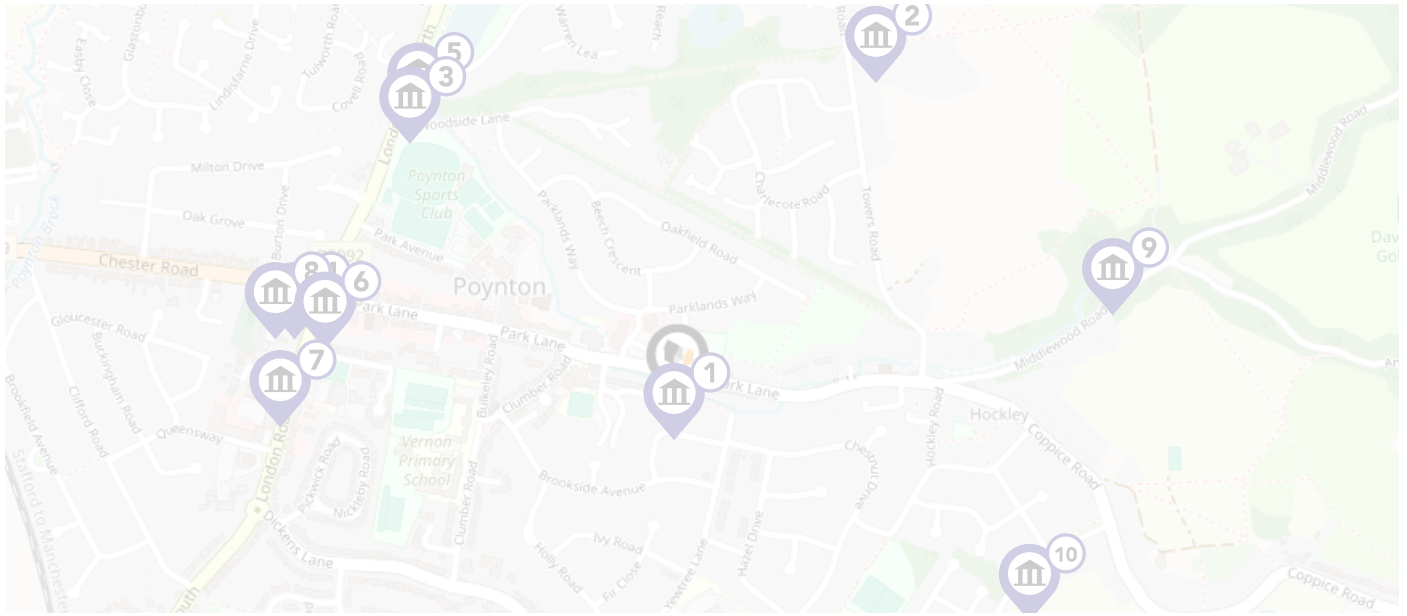 Easby Close
Lindisfarne Drive
Tulworth Road
Covell Road
Warren Lea
Reach
Road
2
5
3
Woodside Lane
Middlewood Road
Milton Drive
Poynton
Sports
Club
Charlecote Road
Towers Road
Oak Grove
Burton Drive
Parklands Way
Beech Crescent
Oakfield Road
Poynton Brook
Park Avenue
9
Chester Road
8
6
Poynton
Parklands Way
Park Lane
Gloucester Road
Buckingham Road
Park Lane
Middlewood Road
7
1
Park Lane
Bulkeley Road
Clumber Road
Brookfield Avenue
Clifford Road
Hockley
Hockley Road
Coppice Road
Queensway
Vernon
Primary
School
Chestnut Drive
London Road
Pickwick Road
Nickleby Road
Clumber Road
Brookside Avenue
Stafford to Manchester
Dickens Lane
Ivy Road
Holly Road
Fir Close
Yewtree Lane
Hazel Drive
10
Coppice Road